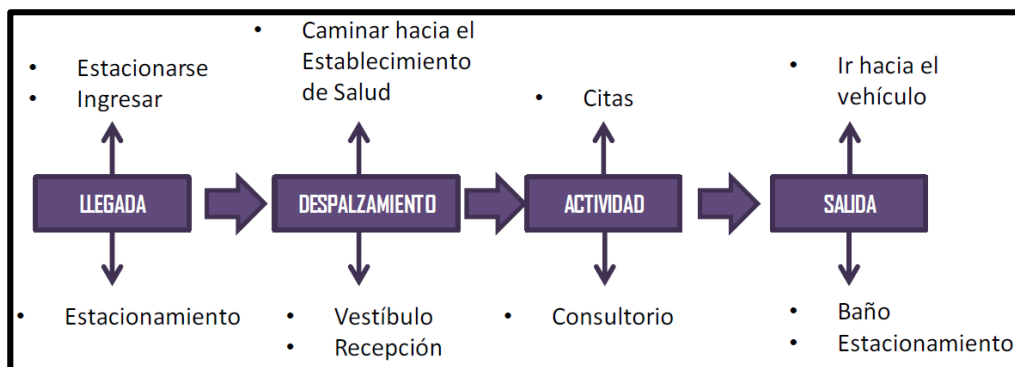 • Estacionarse
• Ingresar
• Caminar hacia el
Establecimiento
de Salud
• Citas
• Ir hacia el
vehículo
LLEGADA
DESPALZAMIENTO
ACTIVIDAD
SALIDA
• Estacionamiento
• Vestíbulo
• Recepción
• Consultorio
• Baño
• Estacionamiento